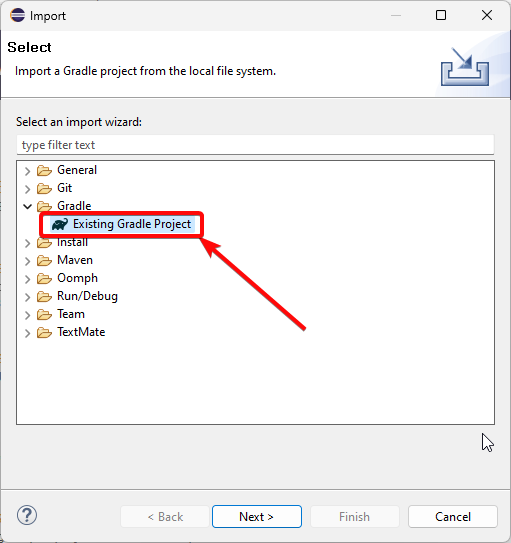 Import
Select
Import a Gradle project from the local file system.
Select an import wizard:
type filter text
General
Git
Gradle
Existing Gradle Project
Install
Maven
Oomph
Run/Debug
Team
TextMate
< Back
Next >
Finish
Cancel